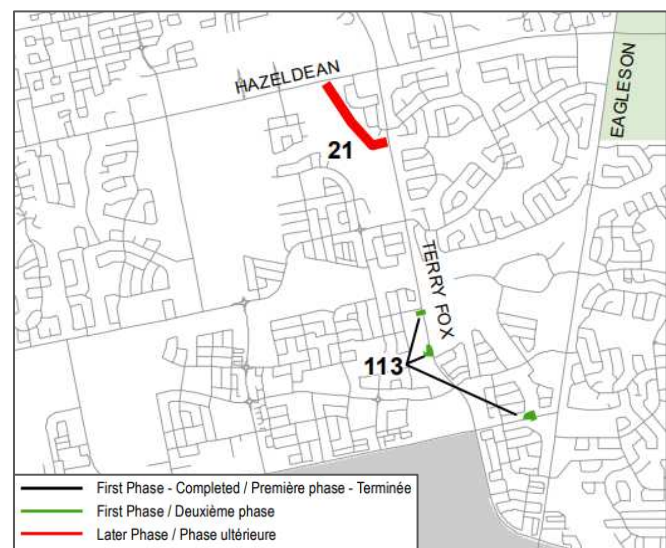 HAZELDEAN
EAGLESON
21
TERRY FOX
113
First Phase - Completed / Première phase - Terminée
First Phase / Deuxième phase
Later Phase / Phase ultérieure